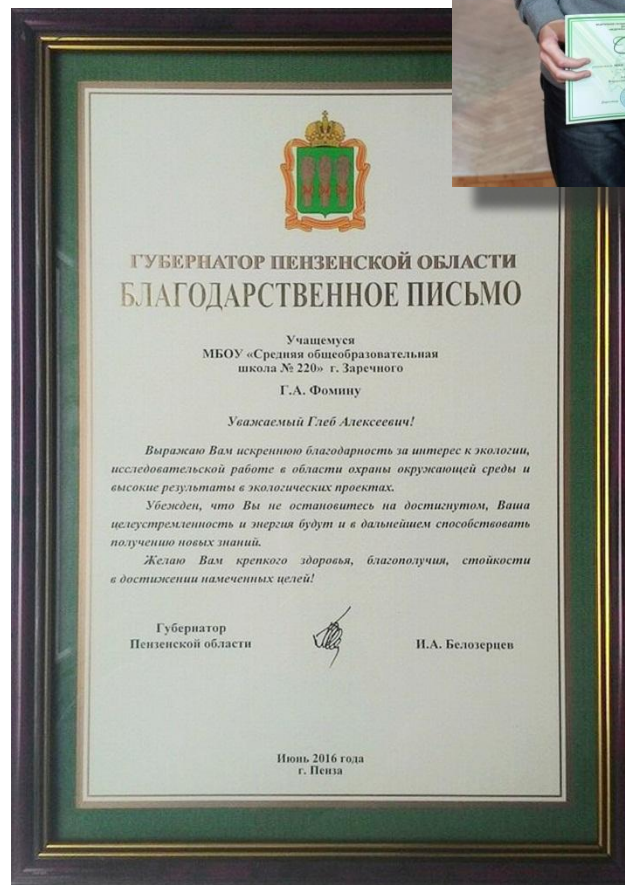 ГУБЕРНАТОР ПЕНЗЕНСКОЙ ОБЛАСТИ
БЛАГОДАРСТВЕННОЕ ПИСЬМО
Учащемуся
МБОУ «Средняя общеобразовательная
школа № 220» г. Заречного
Г.А. Фомину
Уважаемый Глеб Алексеевич!
Выражаю Вам искреннюю благодарность за интерес к экологии,
исследовательской работе в области охраны окружающей среды и
высокие результаты в экологических проектах.
Убежден, что Вы не остановитесь на достигнутом, Ваша
целеустремленность и энергия будут и в дальнейшем способствовать
получению новых знаний.
Желаю Вам крепкого здоровья, благополучия, стойкости
в достижении намеченных целей!
Губернатор
Пензенской области
И.А. Белозерцев
Июнь 2016 года
г. Пенза